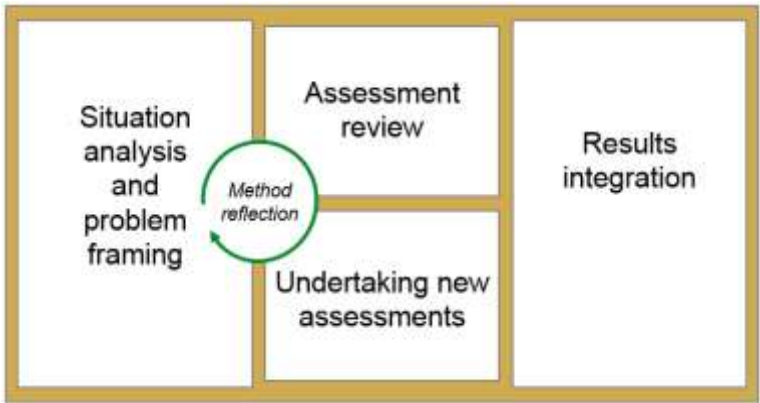 Situation
analysis
and
problem
framing
Method
reflection
Assessment
review
Undertaking new
assessments
Results
integration